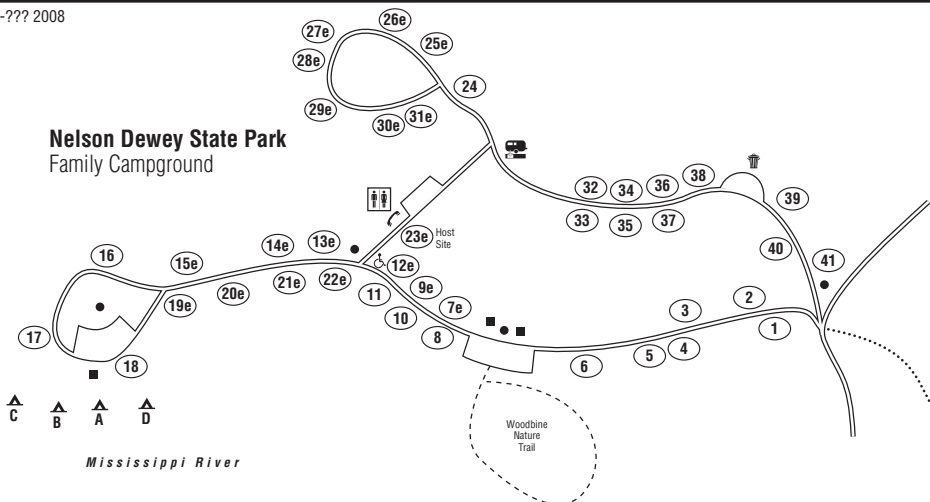 -??? 2008
Nelson Dewey State Park
Family Campground
26e
27e
25e
28e
24
29e
31e
30e
32
34
36
38
39
33
35
37
23e Host
Site
40
41
16
15e
14e
13e
12e
19e
20e
21e
22e
11
9e
7e
10
8
17
18
3
2
1
6
5
4
C
B
A
D
Woodbine
Nature
Trail
Mississippi River